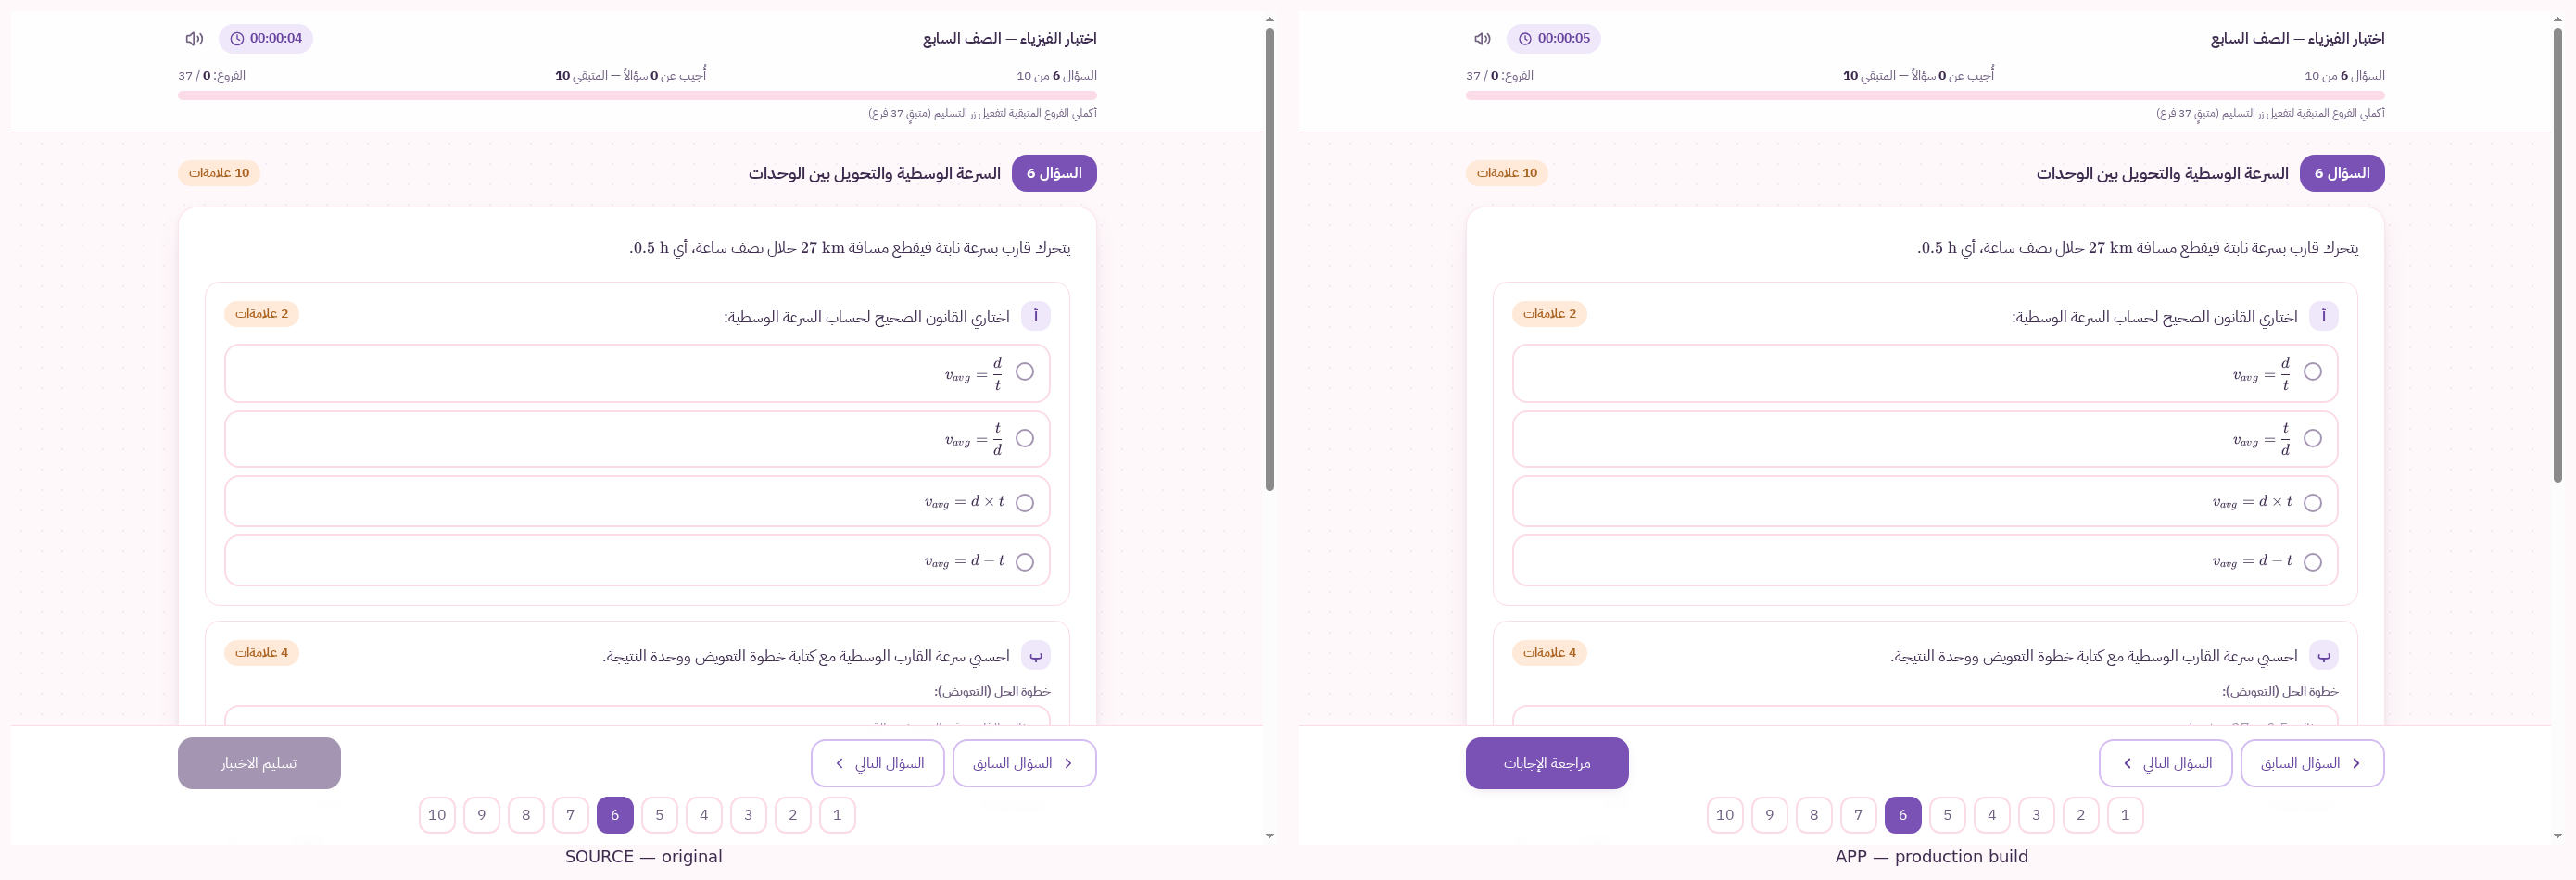 اختبار الفيزياء — الصف السابع
00:00:04
السؤال 6 من 10
أُجيب عن 0 سؤالاً — المتبقي 10
الفروع: 0 / 37
أكملي الفروع المتبقية لتفعيل زر التسليم (متبقٍ 37 فرع)
السؤال 6
السرعة الوسطية والتحويل بين الوحدات
10 علامات
يتحرك قارب بسرعة ثابتة فيقطع مسافة 27 km خلال نصف ساعة، أي 0.5 h.
أ
اختاري القانون الصحيح لحساب السرعة الوسطية:
2 علامات
v_avg = d/t
v_avg = t/d
v_avg = d × t
v_avg = d − t
ب
احسبي سرعة القارب الوسطية مع كتابة خطوة التعويض ووحدة النتيجة.
4 علامات
خطوة الحل (التعويض):
السؤال السابق
السؤال التالي
تسليم الاختبار
1 2 3 4 5 6 7 8 9 10
SOURCE — original
اختبار الفيزياء — الصف السابع
00:00:05
السؤال 6 من 10
أُجيب عن 0 سؤالاً — المتبقي 10
الفروع: 0 / 37
أكملي الفروع المتبقية لتفعيل زر التسليم (متبقٍ 37 فرع)
السؤال 6
السرعة الوسطية والتحويل بين الوحدات
10 علامات
يتحرك قارب بسرعة ثابتة فيقطع مسافة 27 km خلال نصف ساعة، أي 0.5 h.
أ
اختاري القانون الصحيح لحساب السرعة الوسطية:
2 علامات
v_avg = d/t
v_avg = t/d
v_avg = d × t
v_avg = d − t
ب
احسبي سرعة القارب الوسطية مع كتابة خطوة التعويض ووحدة النتيجة.
4 علامات
خطوة الحل (التعويض):
السؤال السابق
السؤال التالي
مراجعة الإجابات
1 2 3 4 5 6 7 8 9 10
APP — production build